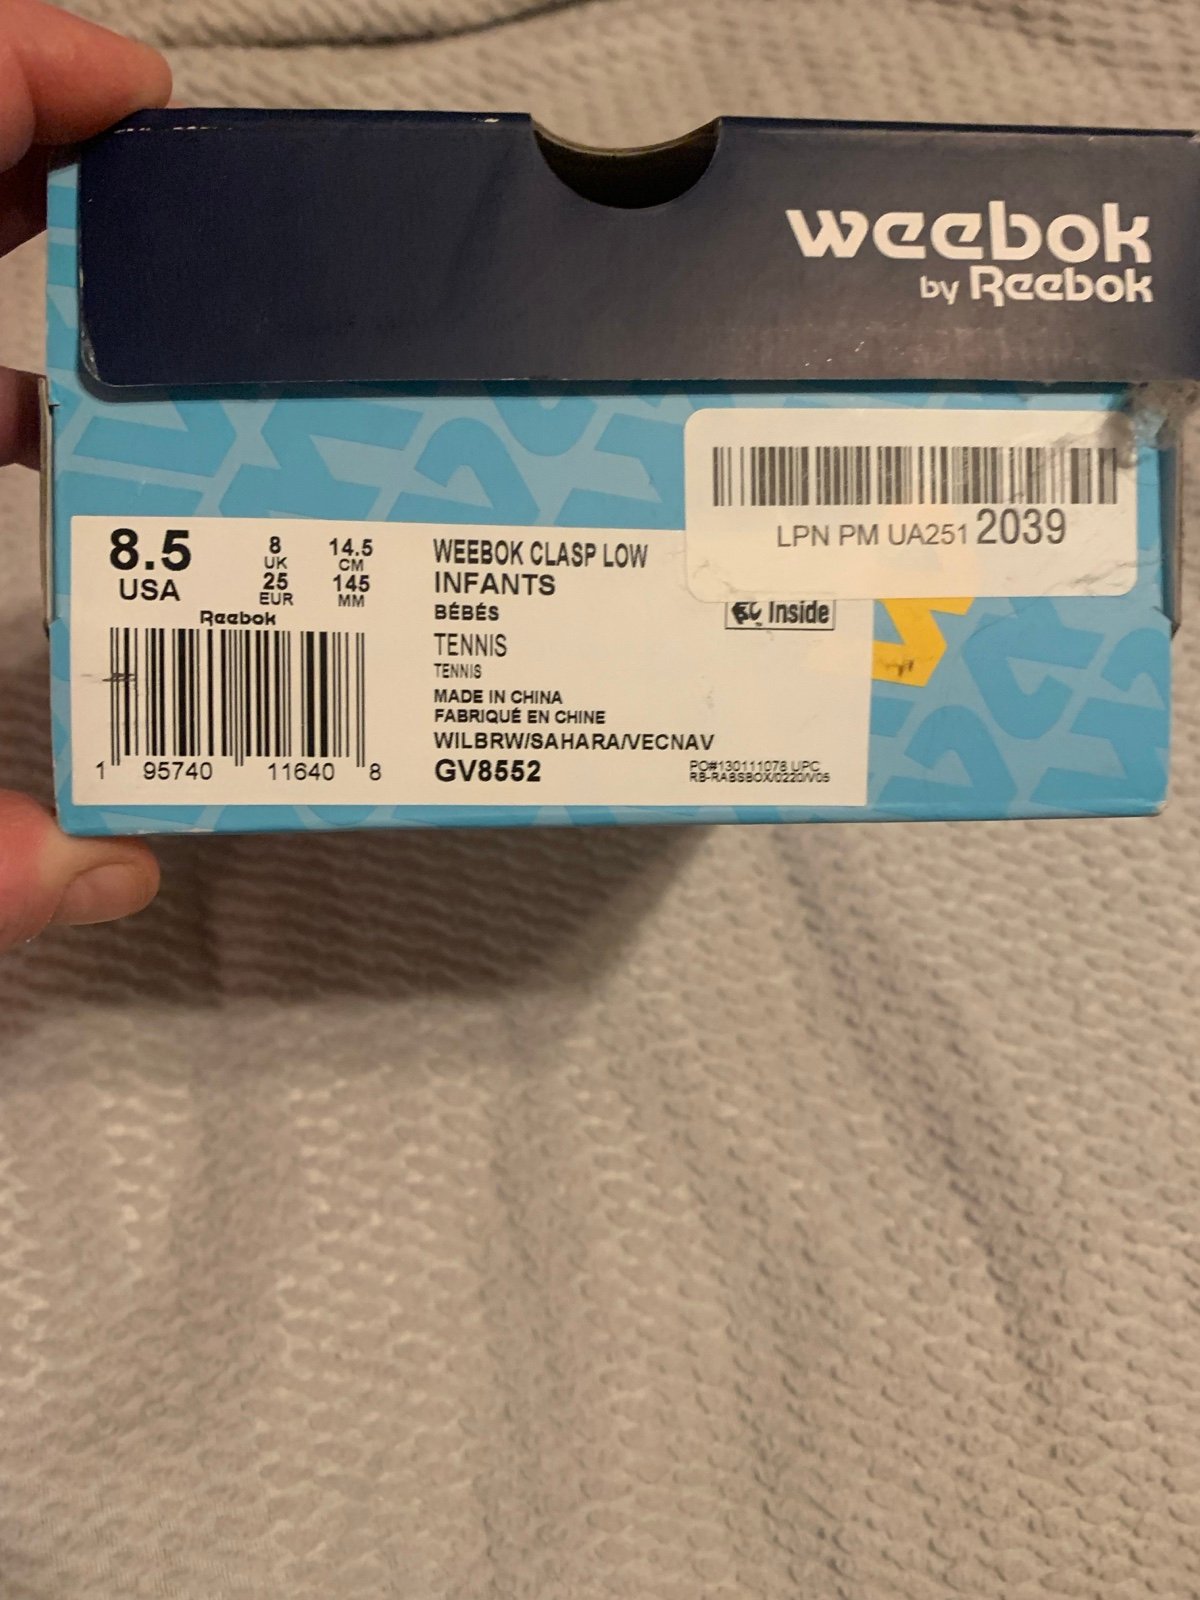 weebok
by Reebok
LPN PM UA251 2039
8.5
USA
8
UK
25
EUR
14.5
CM
145
MM
Reebok
1 95740 11640 8
WEEBOK CLASP LOW
INFANTS
BÉBÉS
TENNIS
TENNIS
MADE IN CHINA
FABRIQUÉ EN CHINE
WILBRW/SAHARA/VECNAV
GV8552
Inside
PO#130111078 UPC
RB-RABSBOX/0220/V05